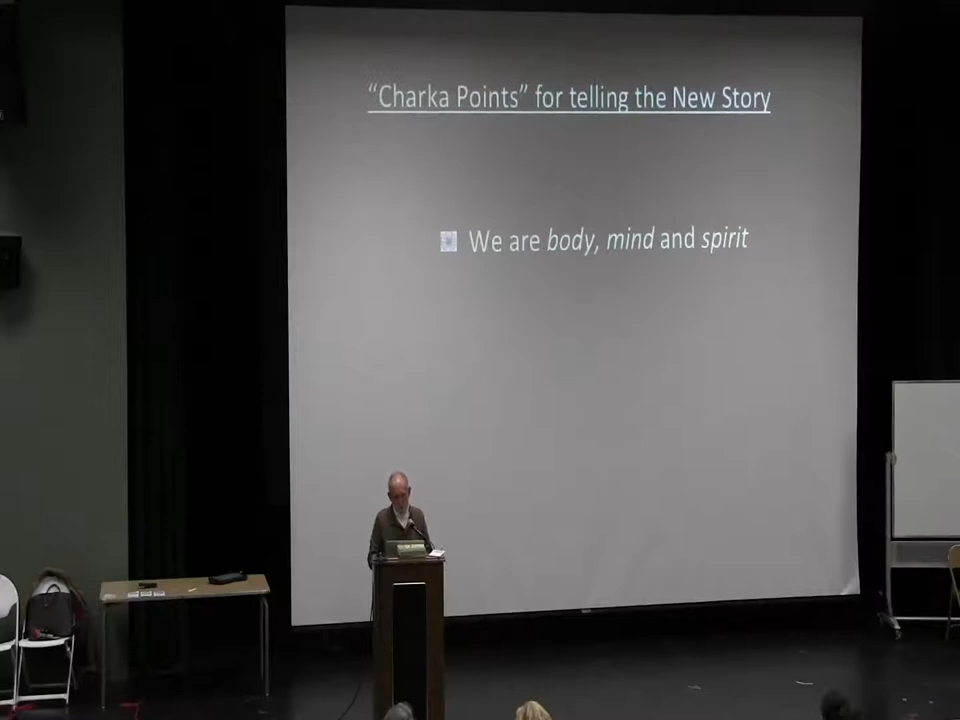 “Charka Points” for telling the New Story
We are body, mind and spirit